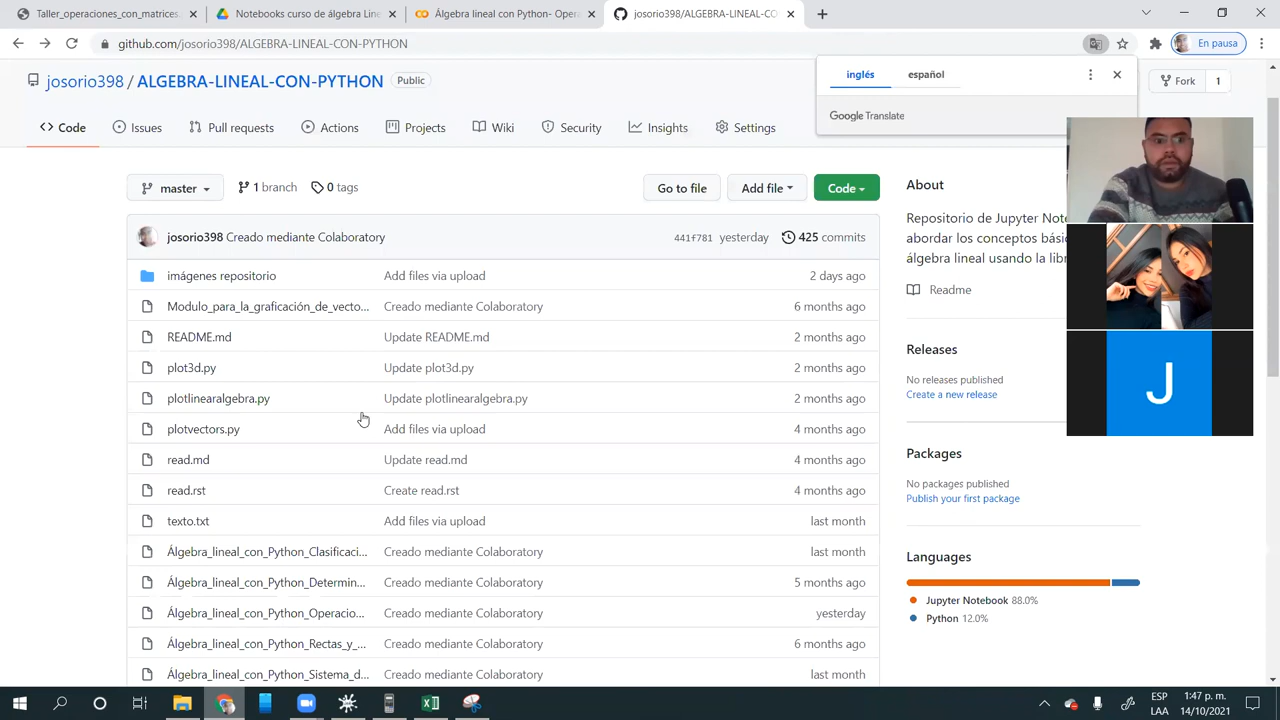 Taller_operaciones_con_matrices.
Notebooks curso de álgebra Line
Álgebra lineal con Python- Oper
josorio398/ALGEBRA-LINEAL-CO
github.com/josorio398/ALGEBRA-LINEAL-CON-PYTHON
En pausa
josorio398 / ALGEBRA-LINEAL-CON-PYTHON Public
inglés español
Google Translate
Fork 1
Code Issues Pull requests Actions Projects Wiki Security Insights Settings
master 1 branch 0 tags Go to file Add file Code
josorio398 Creado mediante Colaboratory 441f781 yesterday 425 commits
imágenes repositorio Add files via upload 2 days ago
Modulo_para_la_graficación_de_vecto... Creado mediante Colaboratory 6 months ago
README.md Update README.md 2 months ago
plot3d.py Update plot3d.py 2 months ago
plotlinearalgebra.py Update plotlinearalgebra.py 2 months ago
plotvectors.py Add files via upload 4 months ago
read.md Update read.md 4 months ago
read.rst Create read.rst 4 months ago
texto.txt Add files via upload last month
Álgebra_lineal_con_Python_Clasificaci... Creado mediante Colaboratory last month
Álgebra_lineal_con_Python_Determin... Creado mediante Colaboratory 5 months ago
Álgebra_lineal_con_Python_Operacio... Creado mediante Colaboratory yesterday
Álgebra_lineal_con_Python_Rectas_y_... Creado mediante Colaboratory 6 months ago
Álgebra_lineal_con_Python_Sistema_d... Creado mediante Colaboratory last month
About
Repositorio de Jupyter Note
abordar los conceptos bási
álgebra lineal usando la libr
Readme
Releases
No releases published
Create a new release
Packages
No packages published
Publish your first package
Languages
Jupyter Notebook 88.0%
Python 12.0%
J
ESP
LAA
1:47 p. m.
14/10/2021